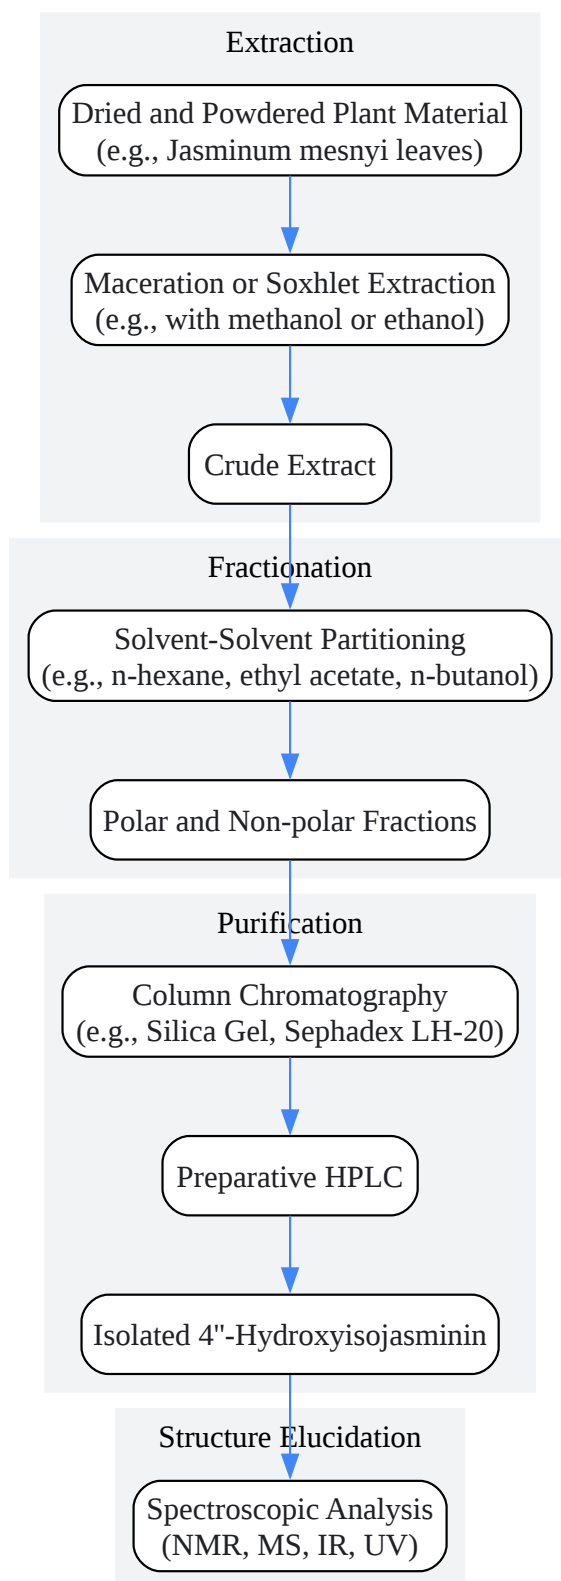 Extraction
Dried and Powdered Plant Material
(e.g., Jasminum mesnyi leaves)
Maceration or Soxhlet Extraction
(e.g., with methanol or ethanol)
Crude Extract
Fractionation
Solvent-Solvent Partitioning
(e.g., n-hexane, ethyl acetate, n-butanol)
Polar and Non-polar Fractions
Purification
Column Chromatography
(e.g., Silica Gel, Sephadex LH-20)
Preparative HPLC
Isolated 4"-Hydroxyisojasminin
Structure Elucidation
Spectroscopic Analysis
(NMR, MS, IR, UV)